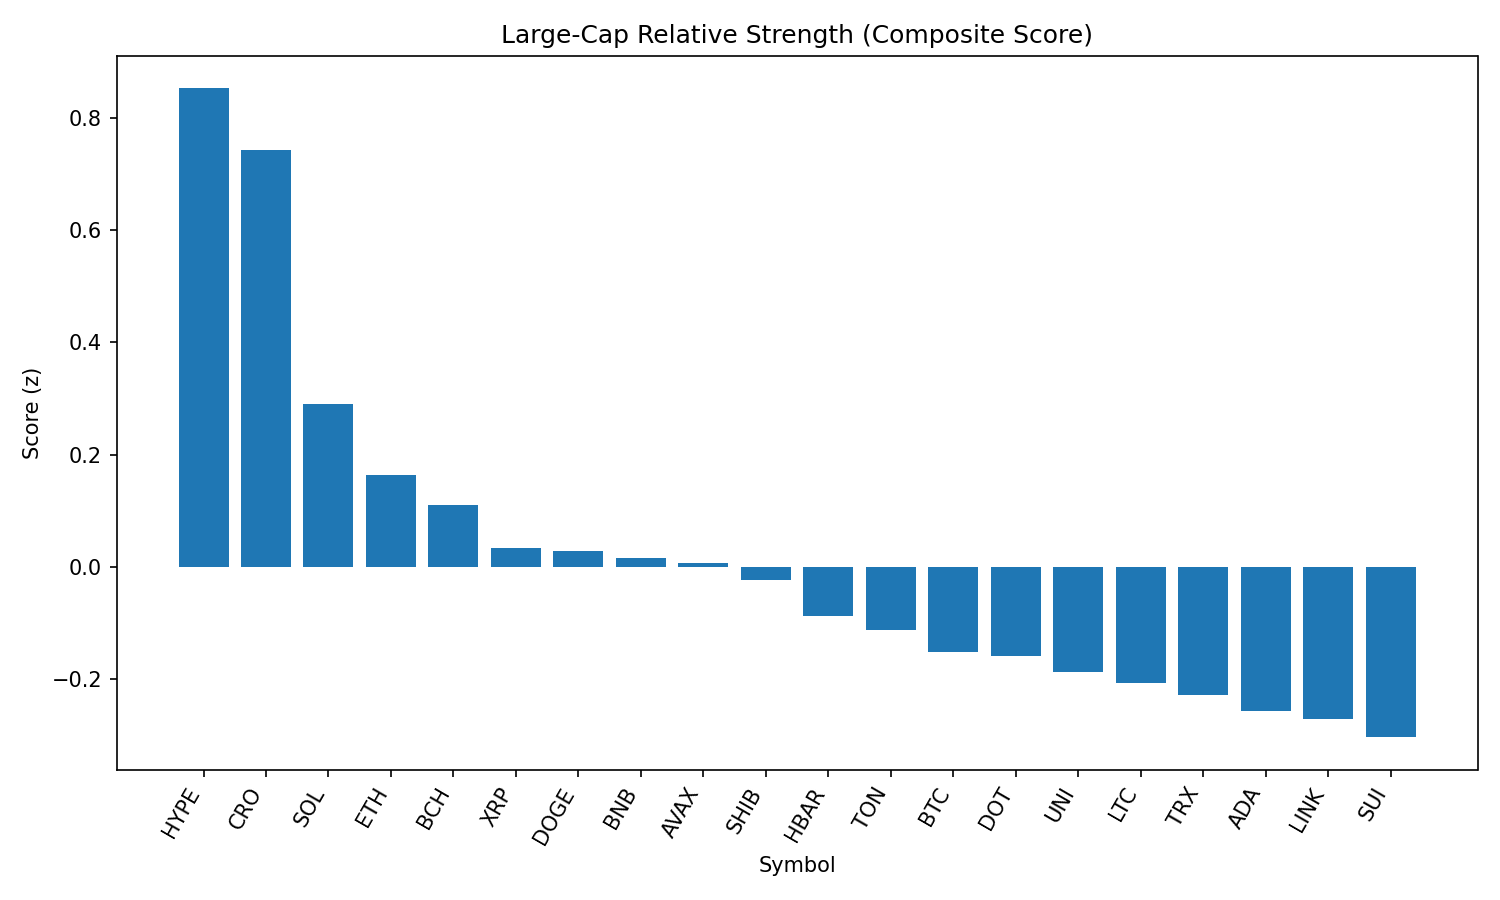 Large-Cap Relative Strength (Composite Score)
Score (z)
0.8
0.6
0.4
0.2
0.0
−0.2
HYPE
CRO
SOL
ETH
BCH
XRP
DOGE
BNB
AVAX
SHIB
HBAR
TON
BTC
DOT
UNI
LTC
TRX
ADA
LINK
SUI
Symbol